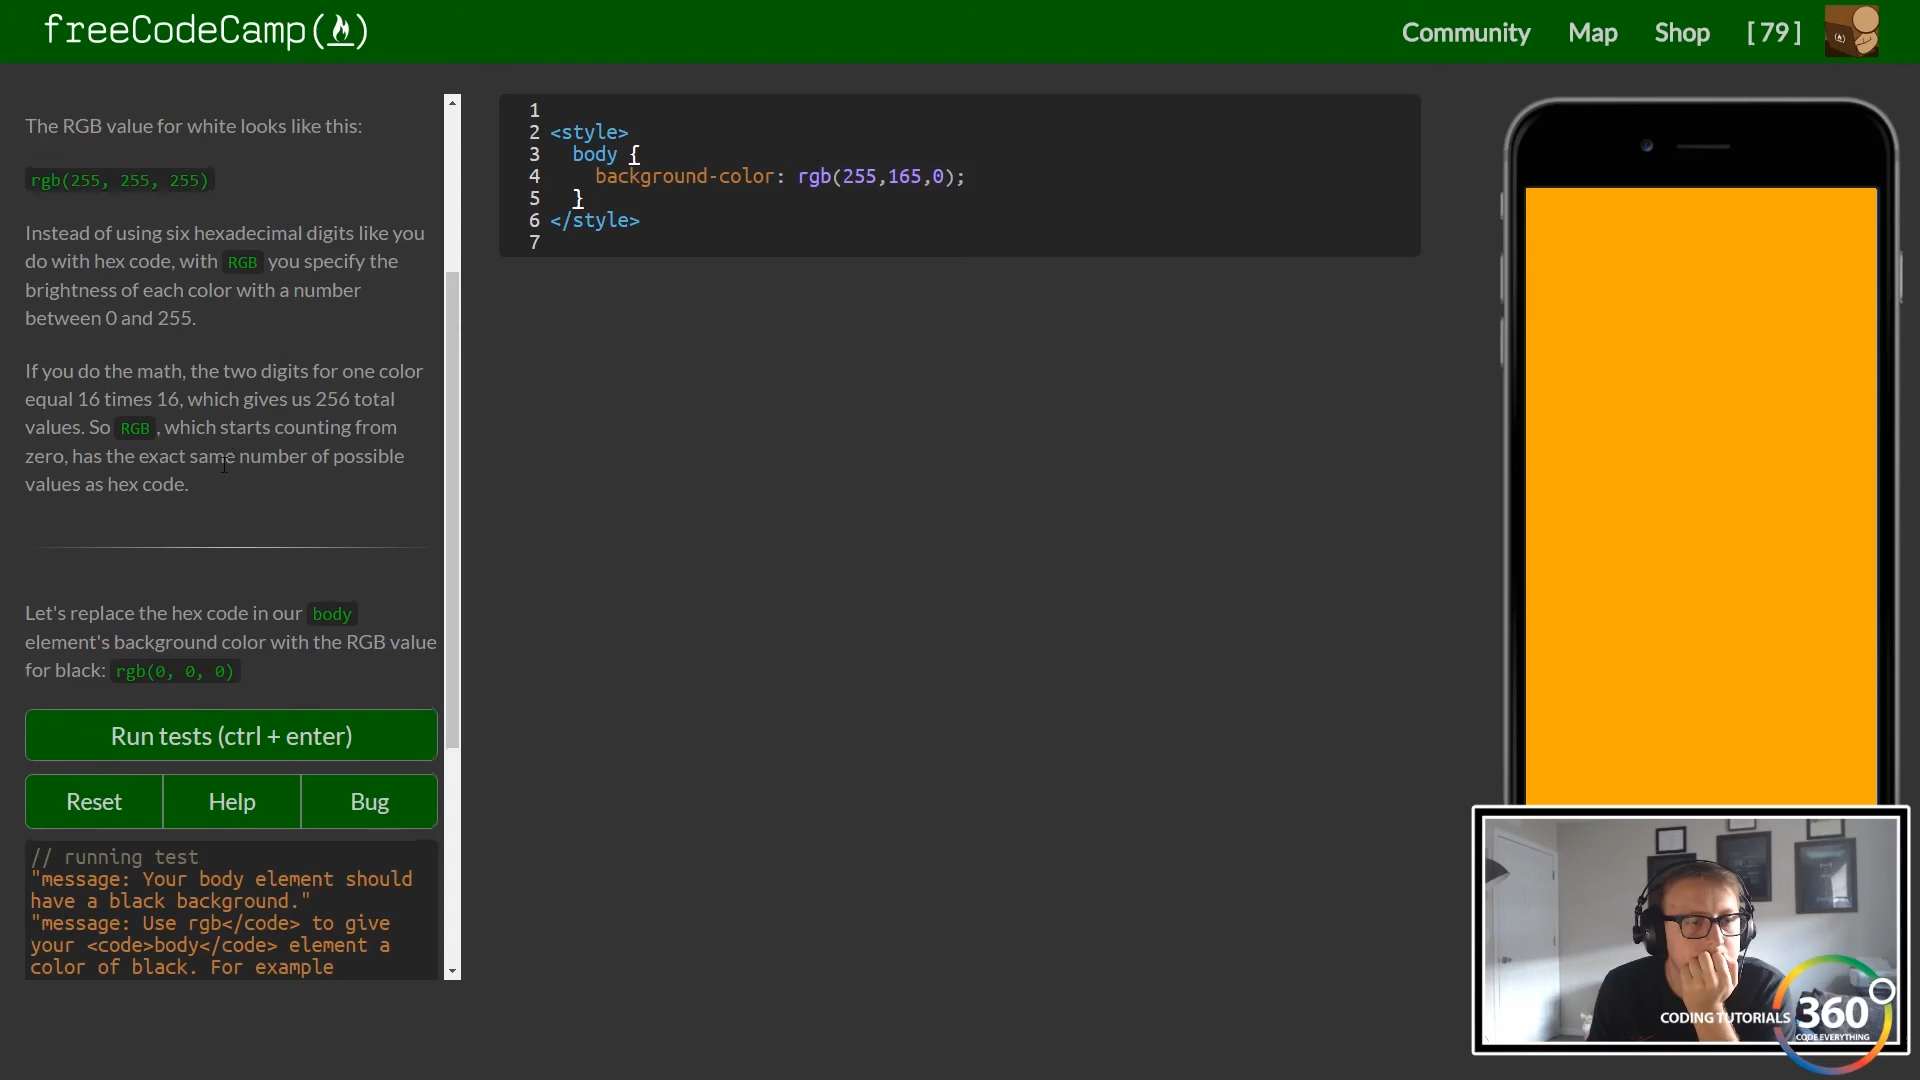 freeCodeCamp(🔥)
Community
Map
Shop
[ 79 ]
The RGB value for white looks like this:
rgb(255, 255, 255)
Instead of using six hexadecimal digits like you
do with hex code, with RGB you specify the
brightness of each color with a number
between 0 and 255.
If you do the math, the two digits for one color
equal 16 times 16, which gives us 256 total
values. So RGB , which starts counting from
zero, has the exact same number of possible
values as hex code.
Let's replace the hex code in our body
element's background color with the RGB value
for black: rgb(0, 0, 0)
Run tests (ctrl + enter)
Reset
Help
Bug
// running test
"message: Your body element should
have a black background."
"message: Use rgb</code> to give
your <code>body</code> element a
color of black. For example
1
2 <style>
3 body {
4 background-color: rgb(255,165,0);
5 }
6 </style>
7
CODING TUTORIALS 360
CODE EVERYTHING